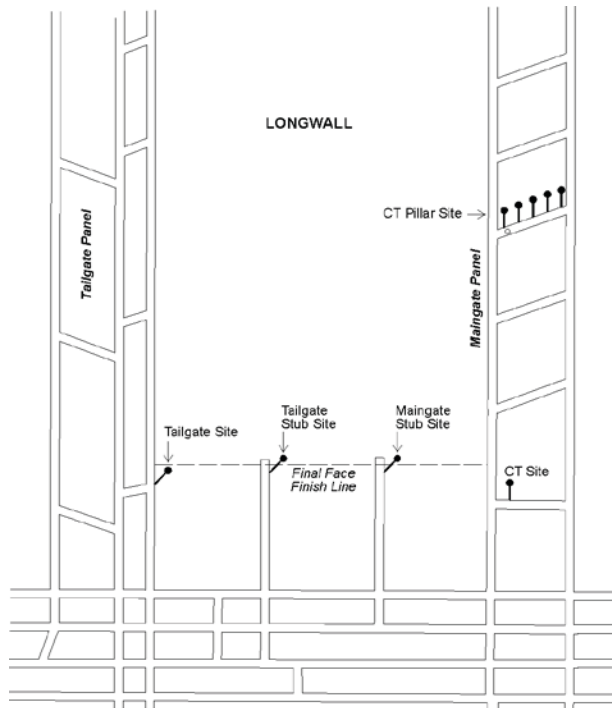 LONGWALL
CT Pillar Site
Tailgate Panel
Maingate Panel
Tailgate Site
Tailgate
Stub Site
Maingate
Stub Site
Final Face
Finish Line
CT Site